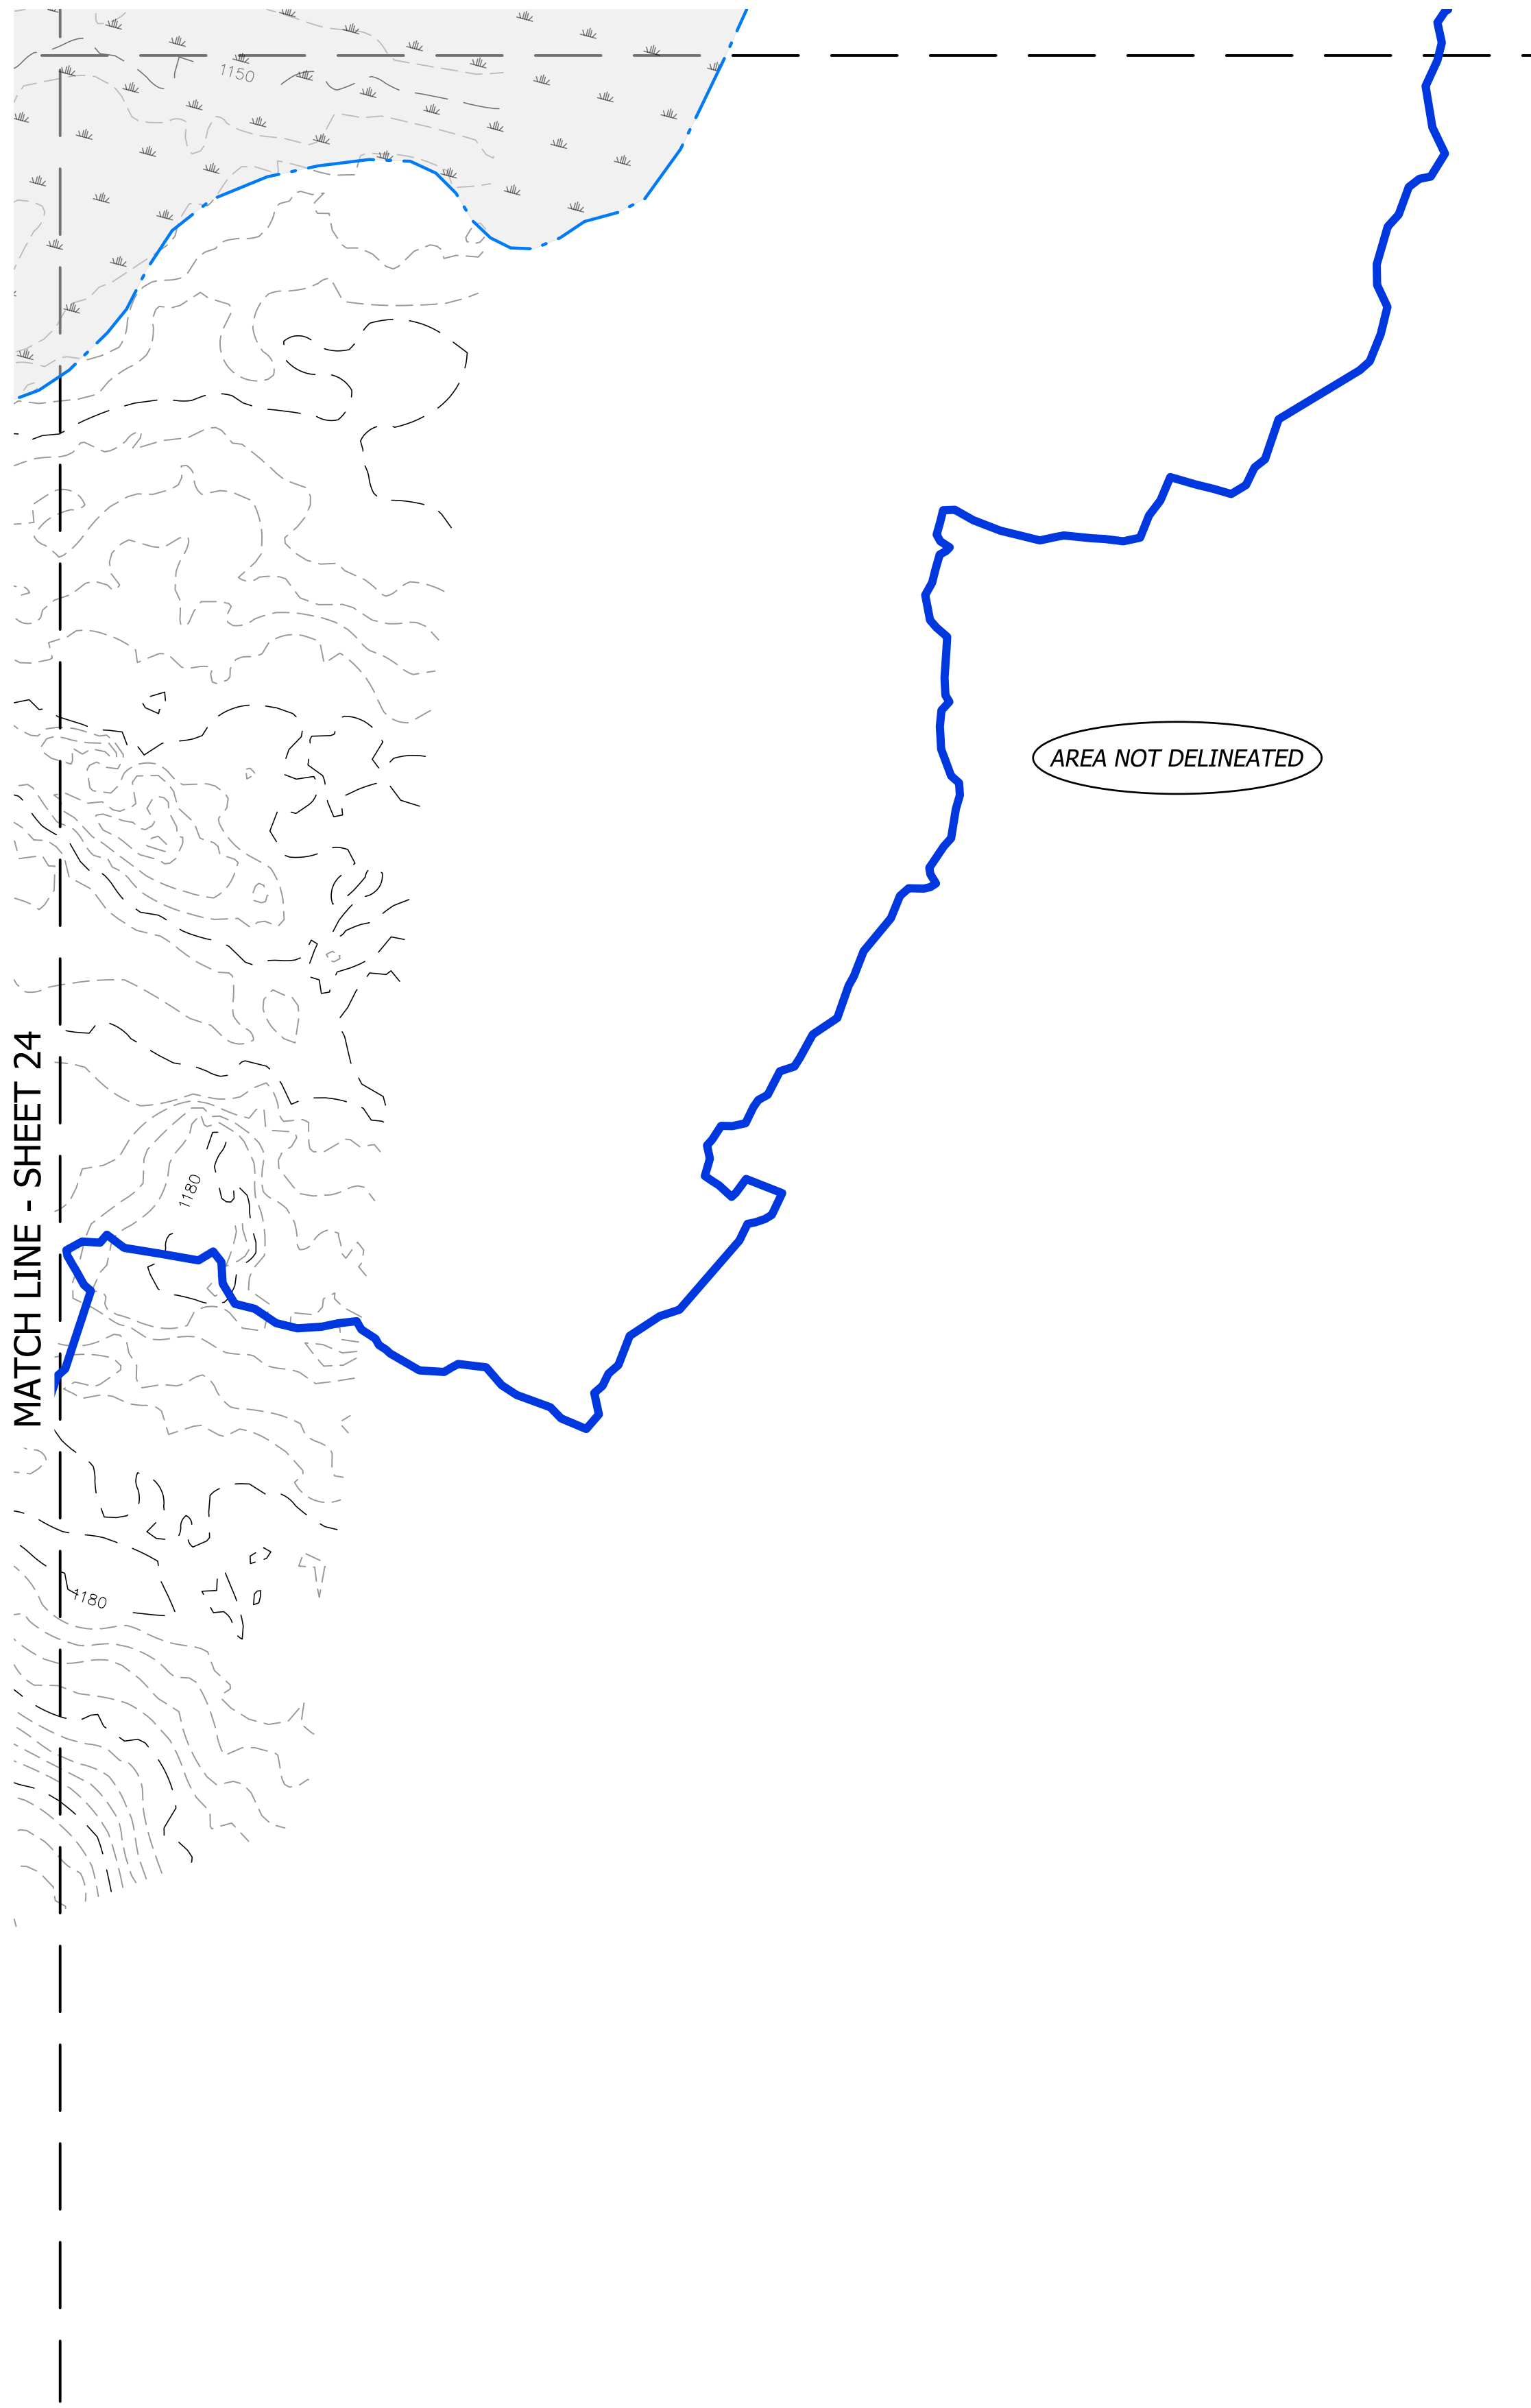 1150
AREA NOT DELINEATED
MATCH LINE - SHEET 24
1180
1180